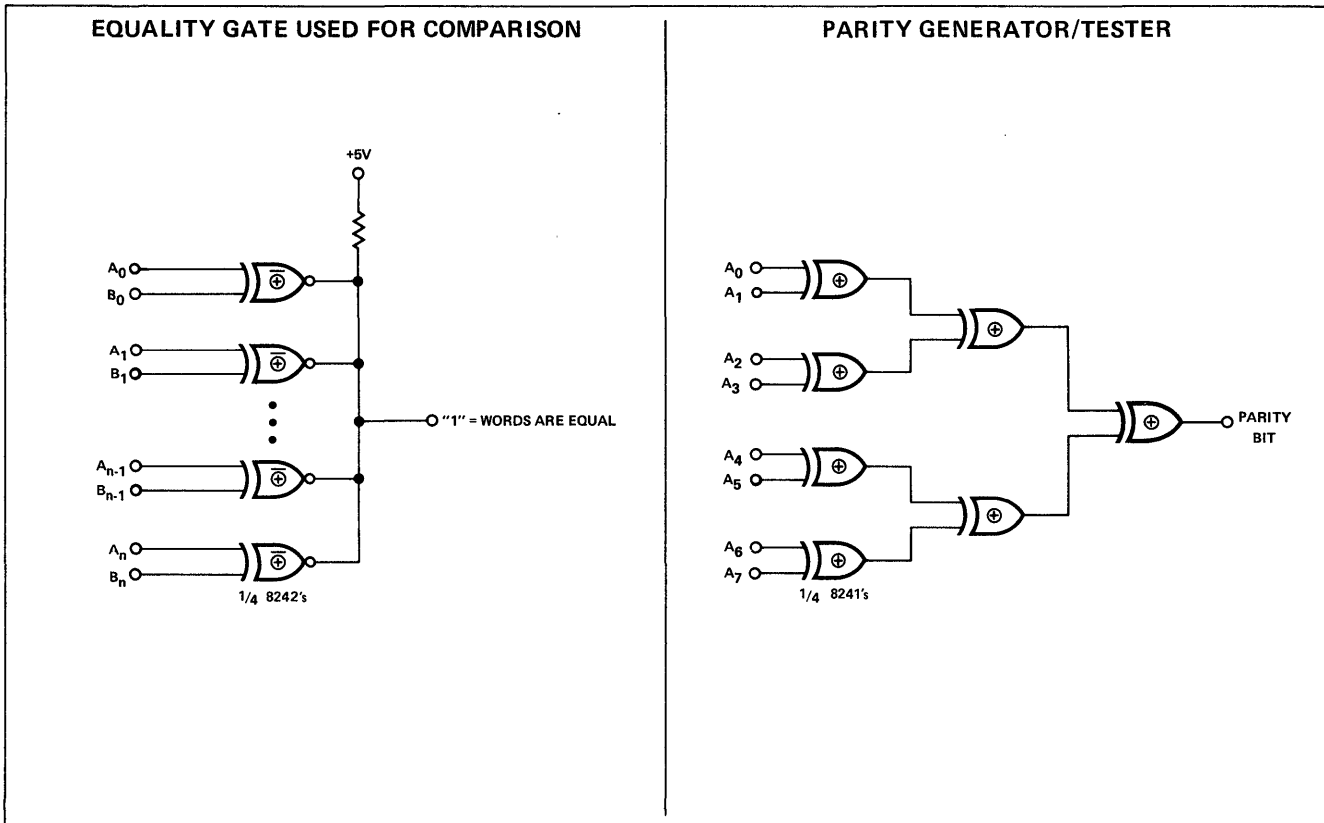 EQUALITY GATE USED FOR COMPARISON
+5V
A0
B0
⊕
A1
B1
⊕
"1" = WORDS ARE EQUAL
An-1
Bn-1
⊕
An
Bn
⊕
1/4 8242's
PARITY GENERATOR/TESTER
A0
A1
⊕
⊕
A2
A3
⊕
⊕
PARITY
BIT
A4
A5
⊕
⊕
A6
A7
⊕
1/4 8241's